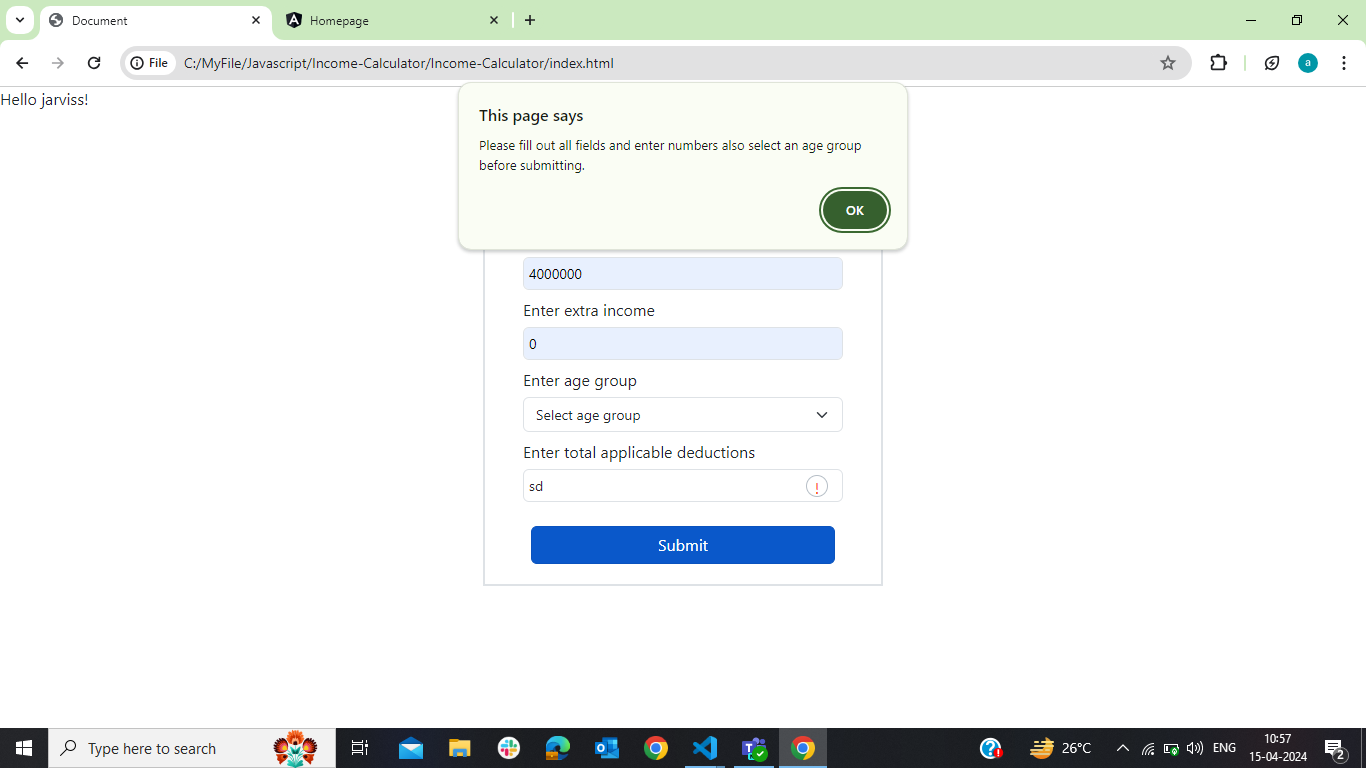 Document
Homepage
File
C:/MyFile/Javascript/Income-Calculator/Income-Calculator/index.html
a
Hello jarviss!
This page says
Please fill out all fields and enter numbers also select an age group
before submitting.
OK
4000000
Enter extra income
0
Enter age group
Select age group
Enter total applicable deductions
sd
!
Submit
Type here to search
26°C
ENG
10:57
15-04-2024
2